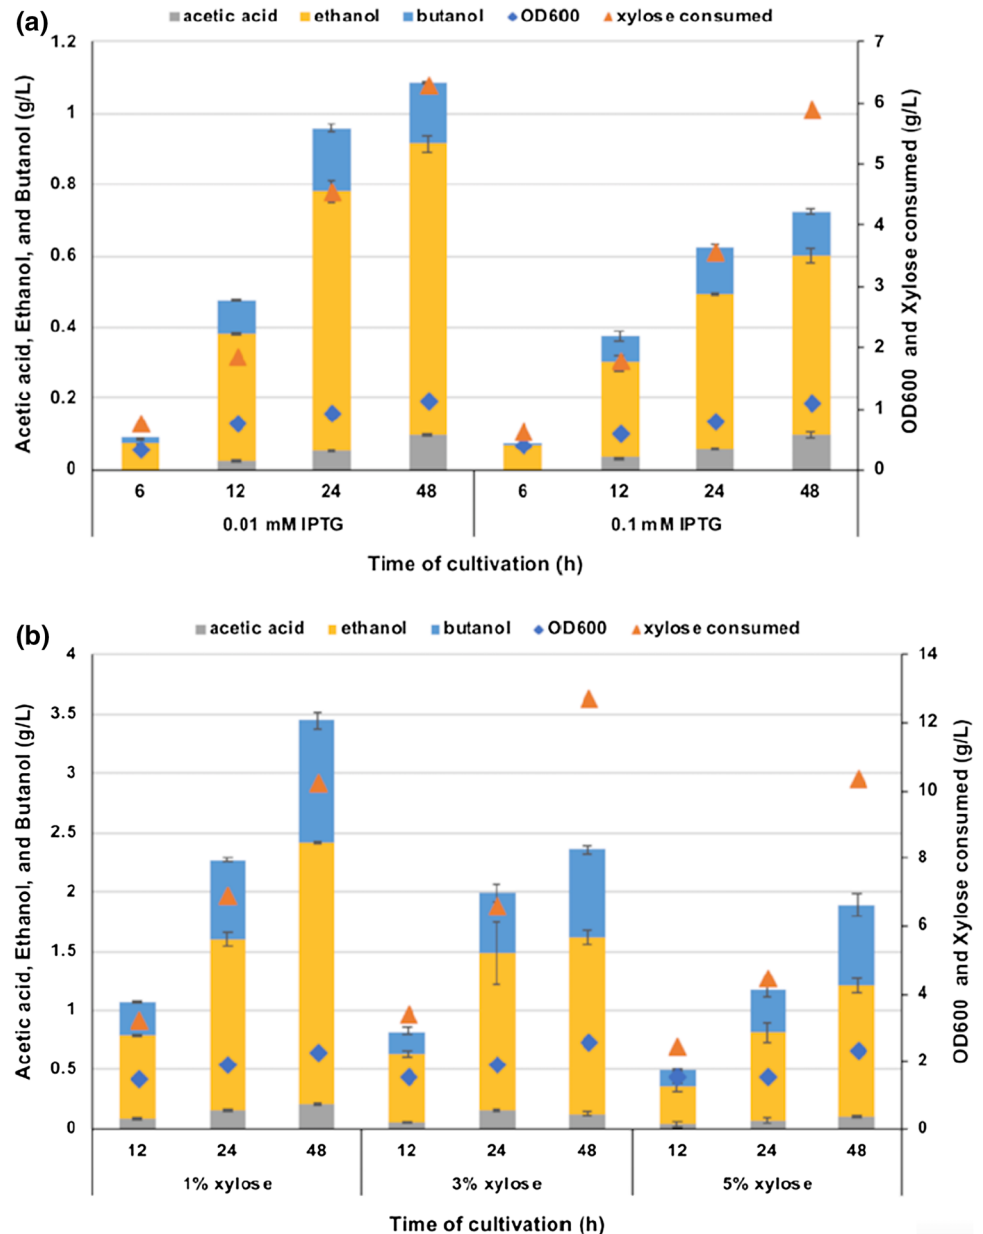 (a)
acetic acid ethanol butanol OD600 xylose consumed
Acetic acid, Ethanol, and Butanol (g/L)
1.2
1
0.8
0.6
0.4
0.2
0
7
6
5
4
3
2
1
0
OD600 and Xylose consumed (g/L)
6 12 24 48 6 12 24 48
0.01 mM IPTG 0.1 mM IPTG
Time of cultivation (h)
(b)
acetic acid ethanol butanol OD600 xylose consumed
Acetic acid, Ethanol, and Butanol (g/L)
4
3.5
3
2.5
2
1.5
1
0.5
0
14
12
10
8
6
4
2
0
OD600 and Xylose consumed (g/L)
12 24 48 12 24 48 12 24 48
1% xylose 3% xylose 5% xylose
Time of cultivation (h)